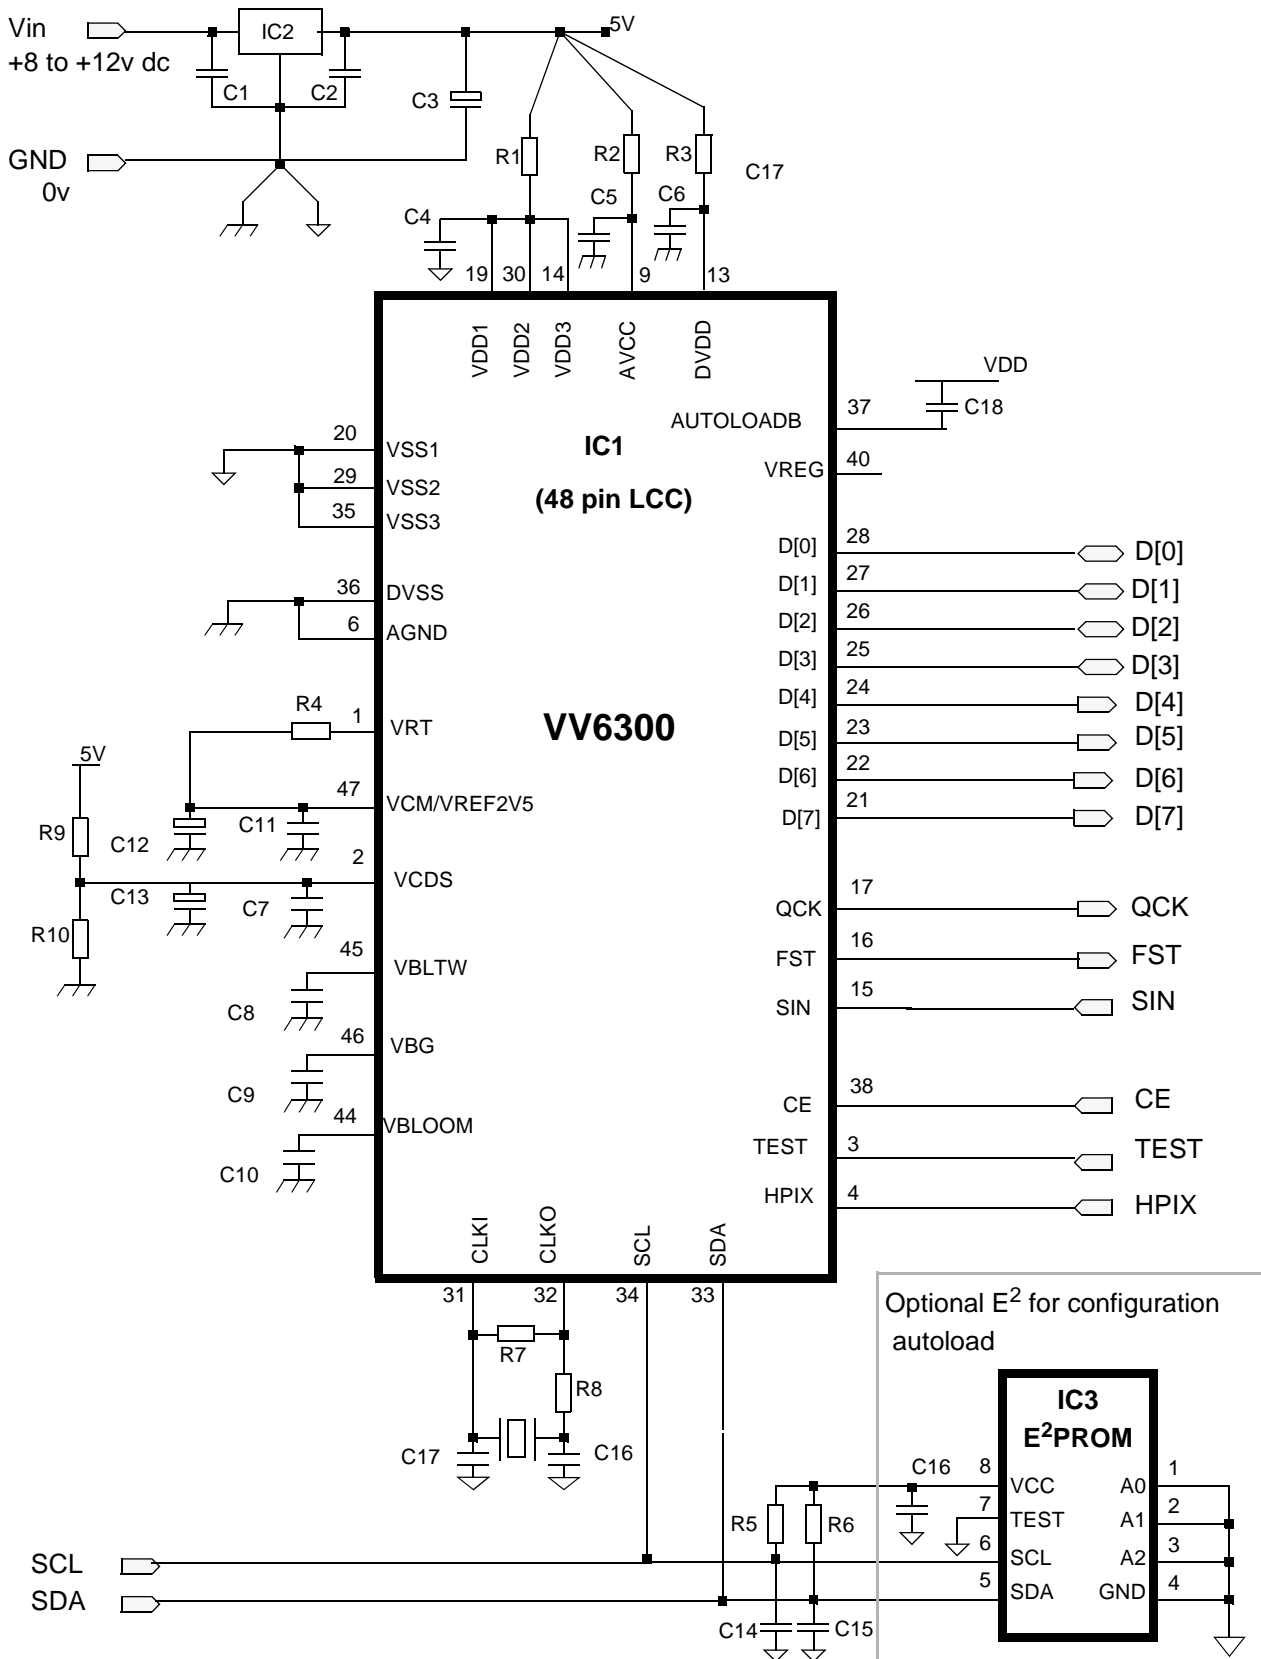 Vin
+8 to +12v dc
IC2
5V
C1
C2
C3
GND
0v
R1
R2
R3
C17
C4
C5
C6
19
30
14
9
13
VDD1
VDD2
VDD3
AVCC
DVDD
VDD
C18
AUTOLOADB
37
VREG
40
IC1
(48 pin LCC)
20
VSS1
29
VSS2
35
VSS3
36
DVSS
6
AGND
R4
1
VRT
VV6300
5V
47
VCM/VREF2V5
R9
C12
C11
2
VCDS
C13
C7
R10
45
VBLTW
C8
46
VBG
C9
44
VBLOOM
C10
D[0]
28
D[0]
D[1]
27
D[1]
D[2]
26
D[2]
D[3]
25
D[3]
D[4]
24
D[4]
D[5]
23
D[5]
D[6]
22
D[6]
D[7]
21
D[7]
QCK
17
QCK
FST
16
FST
SIN
15
SIN
CE
38
CE
TEST
3
TEST
HPIX
4
HPIX
CLKI
CLKO
SCL
SDA
31
32
34
33
R7
R8
C17
C16
Optional E2 for configuration
autoload
IC3
E2PROM
C16
8
VCC
A0
1
7
TEST
A1
2
6
SCL
A2
3
5
SDA
GND
4
R5
R6
SCL
SDA
C14
C15